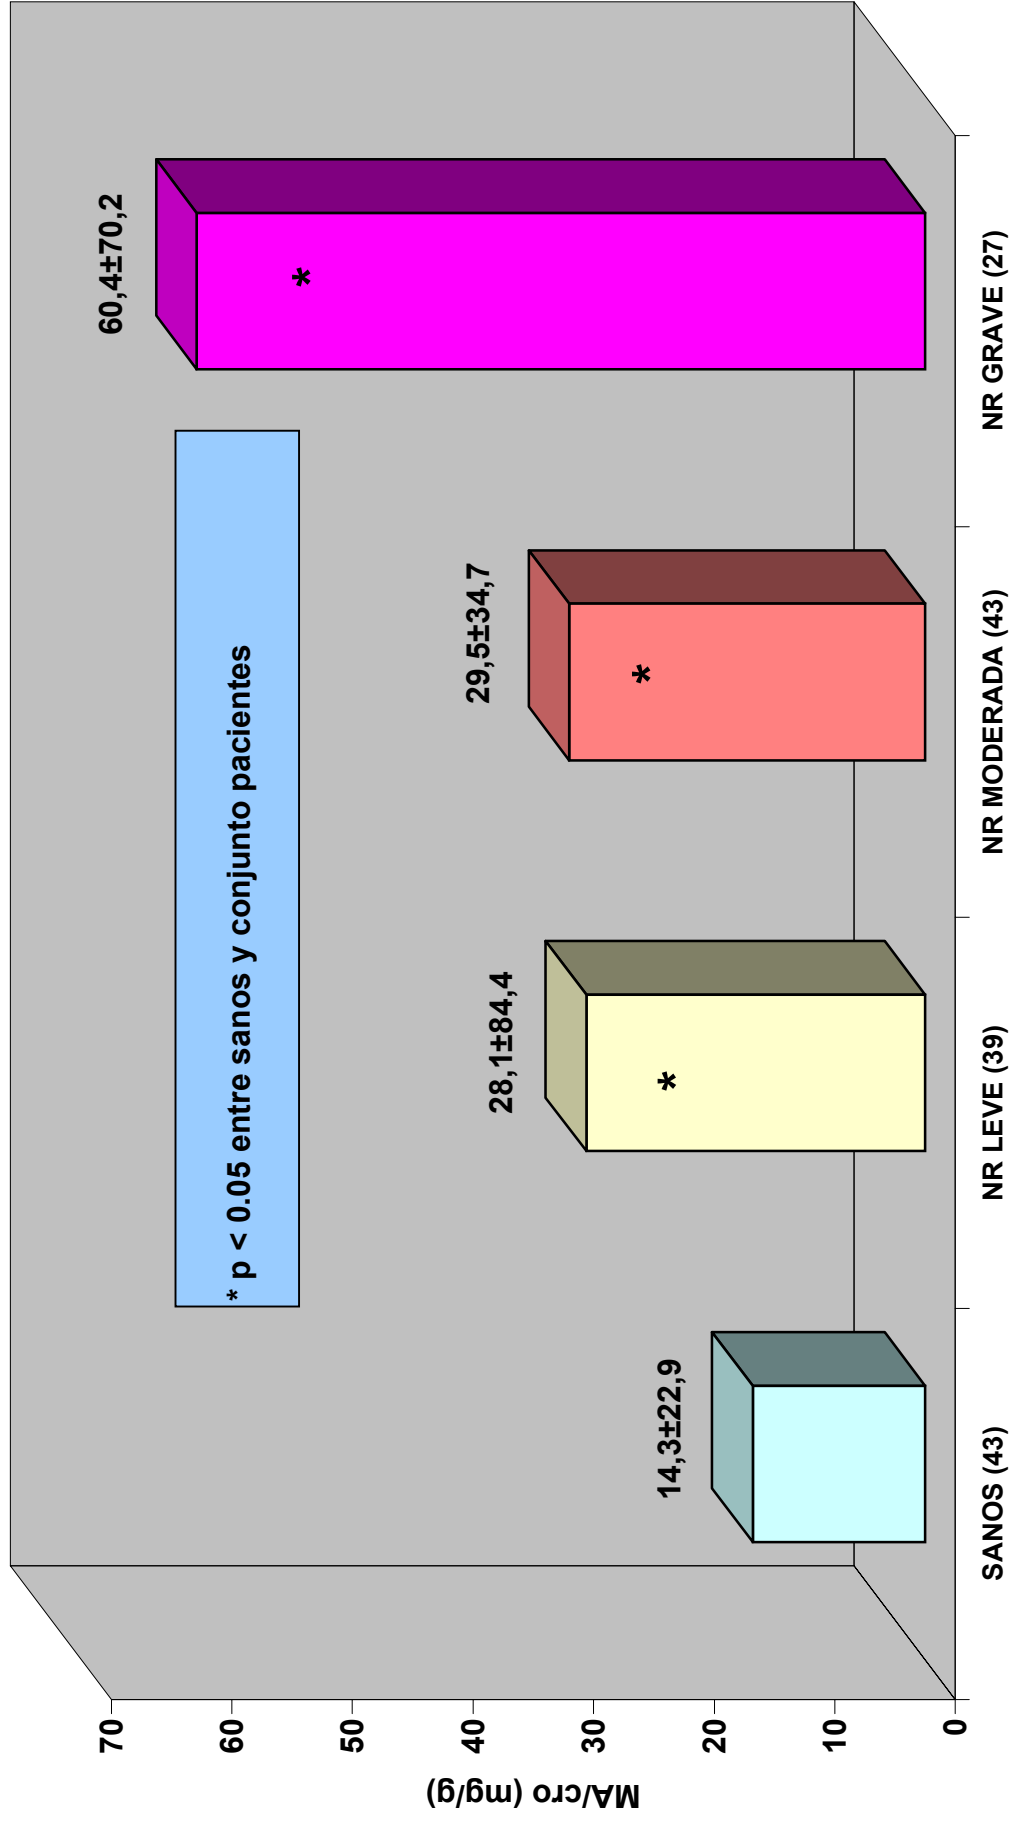 60,4±70,2
* p < 0.05 entre sanos y conjunto pacientes
29,5±34,7
28,1±84,4
14,3±22,9
*
*
*
70
60
50
40
30
20
10
0
MA/cro (mg/g)
SANOS (43)
NR LEVE (39)
NR MODERADA (43)
NR GRAVE (27)